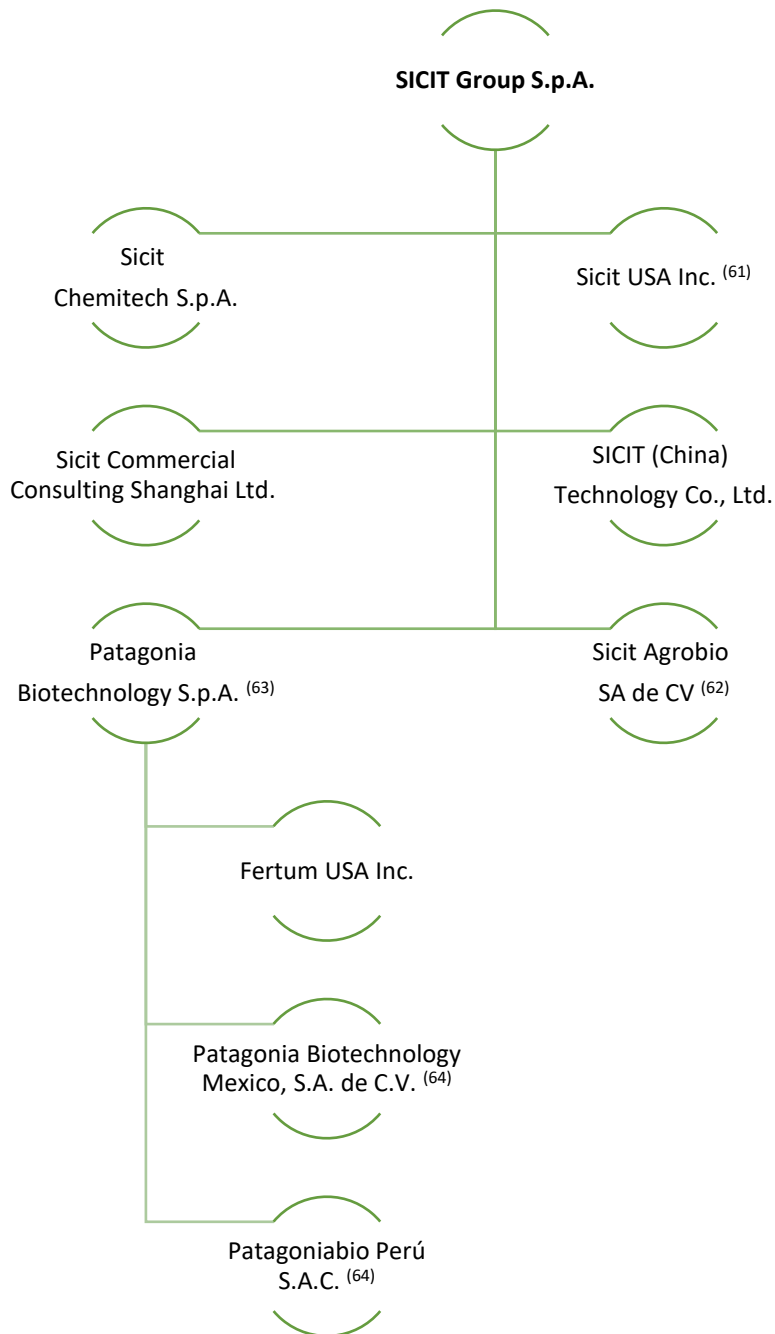 SICIT Group S.p.A.
Sicit
Chemitech S.p.A.
Sicit USA Inc. (61)
Sicit Commercial
Consulting Shanghai Ltd.
SICIT (China)
Technology Co., Ltd.
Patagonia
Biotechnology S.p.A. (63)
Sicit Agrobio
SA de CV (62)
Fertum USA Inc.
Patagonia Biotechnology
Mexico, S.A. de C.V. (64)
Patagoniabio Perú
S.A.C. (64)